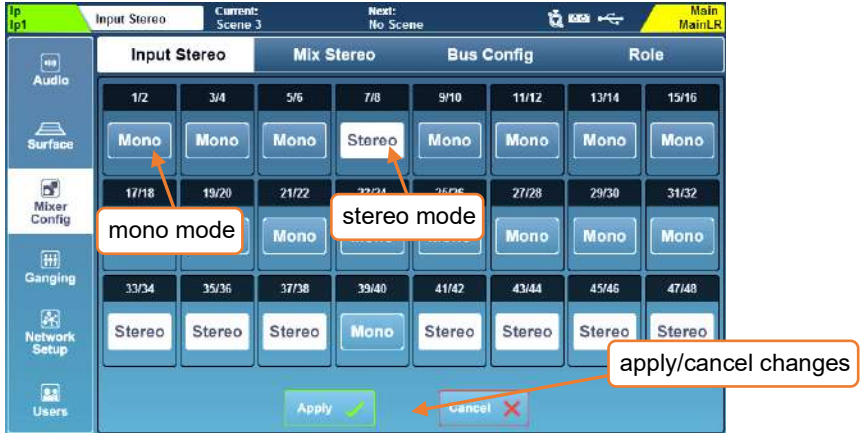 Ip
Ip1
Input Stereo
Current:
Scene 3
Next:
No Scene
Main
MainLR
Audio
Surface
Mixer
Config
Ganging
Network
Setup
Users
Input Stereo Mix Stereo Bus Config Role
1/2 3/4 5/6 7/8 9/10 11/12 13/14 15/16
Mono Mono Mono Stereo Mono Mono Mono Mono
17/18 19/20 21/22 27/28 29/30 31/32
mono mode
stereo mode
Mono Mono Mono Mono
33/34 35/36 37/38 39/40 41/42 43/44 45/46 47/48
Stereo Stereo Stereo Mono Stereo Stereo Stereo Stereo
apply/cancel changes
Apply Cancel